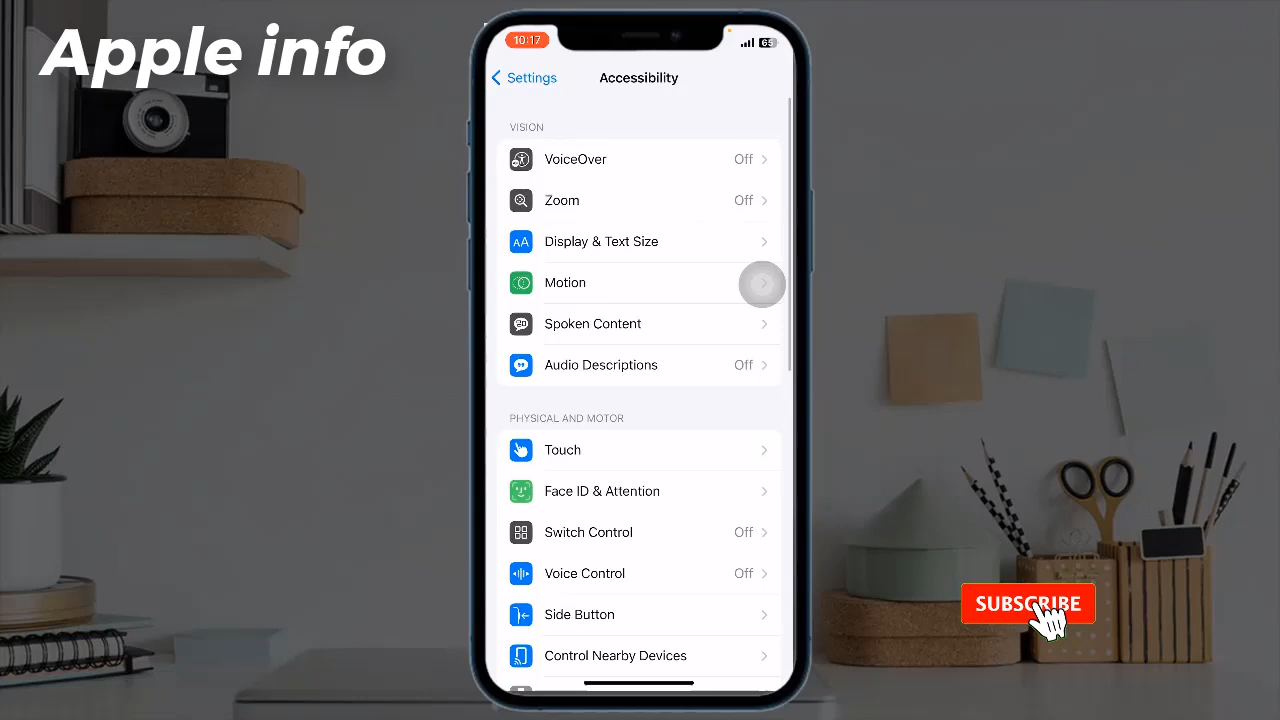 Apple info
10:17
65
Settings
Accessibility
VISION
VoiceOver Off
Zoom Off
Display & Text Size
Motion
Spoken Content
Audio Descriptions Off
PHYSICAL AND MOTOR
Touch
Face ID & Attention
Switch Control Off
Voice Control Off
Side Button
Control Nearby Devices
SUBSCRIBE